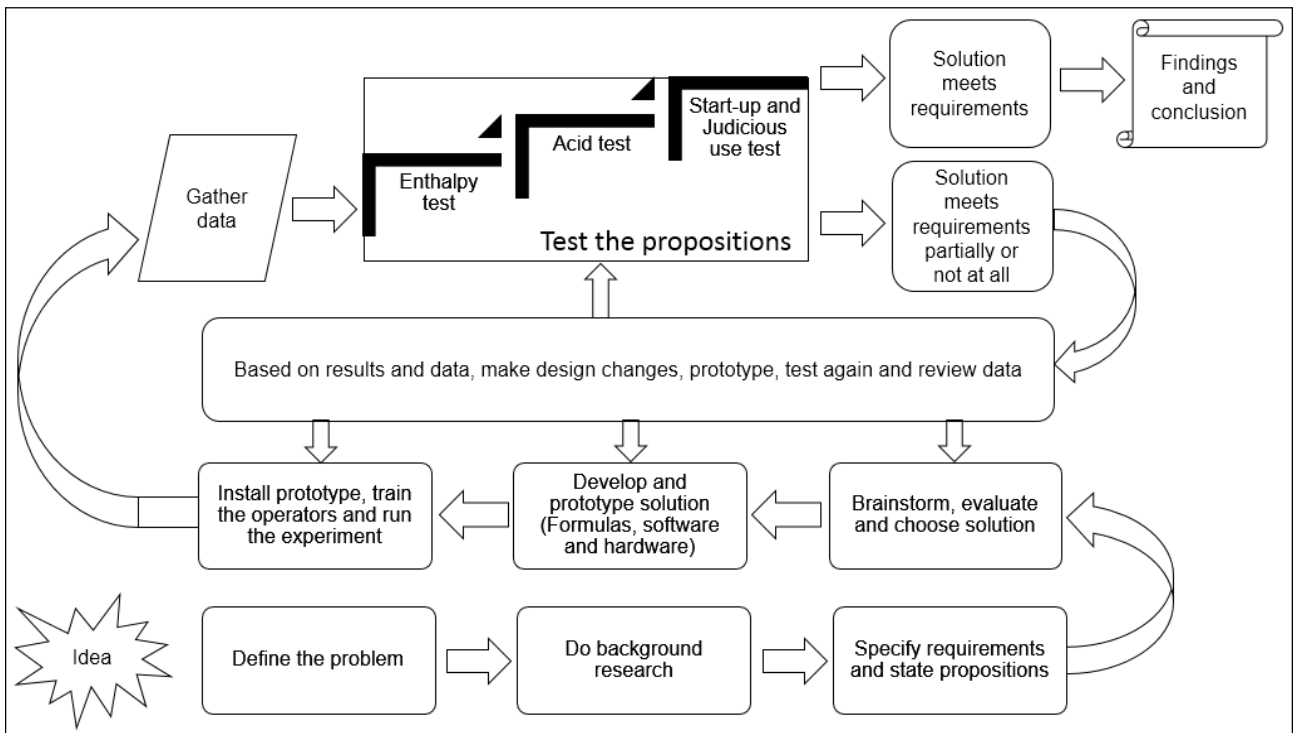 Solution
meets
requirements
Findings
and
conclusion
Start-up and
Judicious
use test
Acid test
Enthalpy
test
Gather
data
Test the propositions
Solution
meets
requirements
partially or
not at all
Based on results and data, make design changes, prototype, test again and review data
Install prototype, train
the operators and run
the experiment
Develop and
prototype solution
(Formulas, software
and hardware)
Brainstorm, evaluate
and choose solution
Idea
Define the problem
Do background
research
Specify requirements
and state propositions